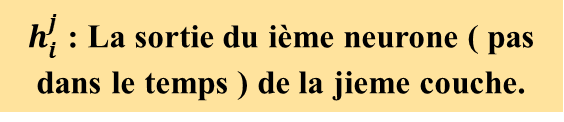 $h_i^j$ : La sortie du ième neurone ( pas
dans le temps ) de la jieme couche.